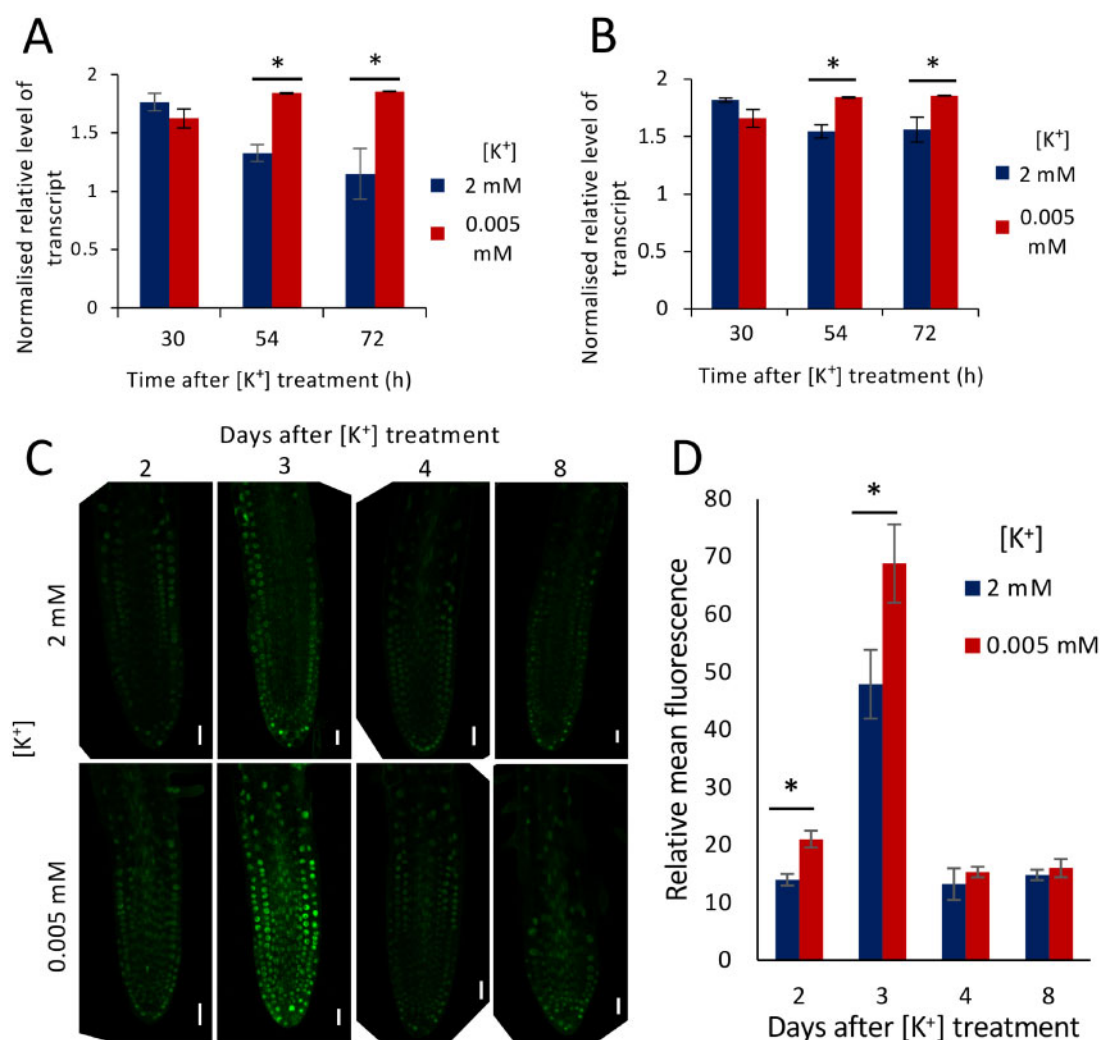 A
Normalised relative level of
transcript
2
1.5
1
0.5
0
*
*
30
54
72
Time after [K⁺] treatment (h)
[K⁺]
2 mM
0.005
mM
B
Normalised relative level of
transcript
2
1.5
1
0.5
0
*
*
30
54
72
Time after [K⁺] treatment (h)
[K⁺]
2 mM
0.005
mM
C
Days after [K⁺] treatment
2
3
4
8
2 mM
[K⁺]
0.005 mM
D
Relative mean fluorescence
80
70
60
50
40
30
20
10
0
*
*
[K⁺]
2 mM
0.005 mM
2
3
4
8
Days after [K⁺] treatment